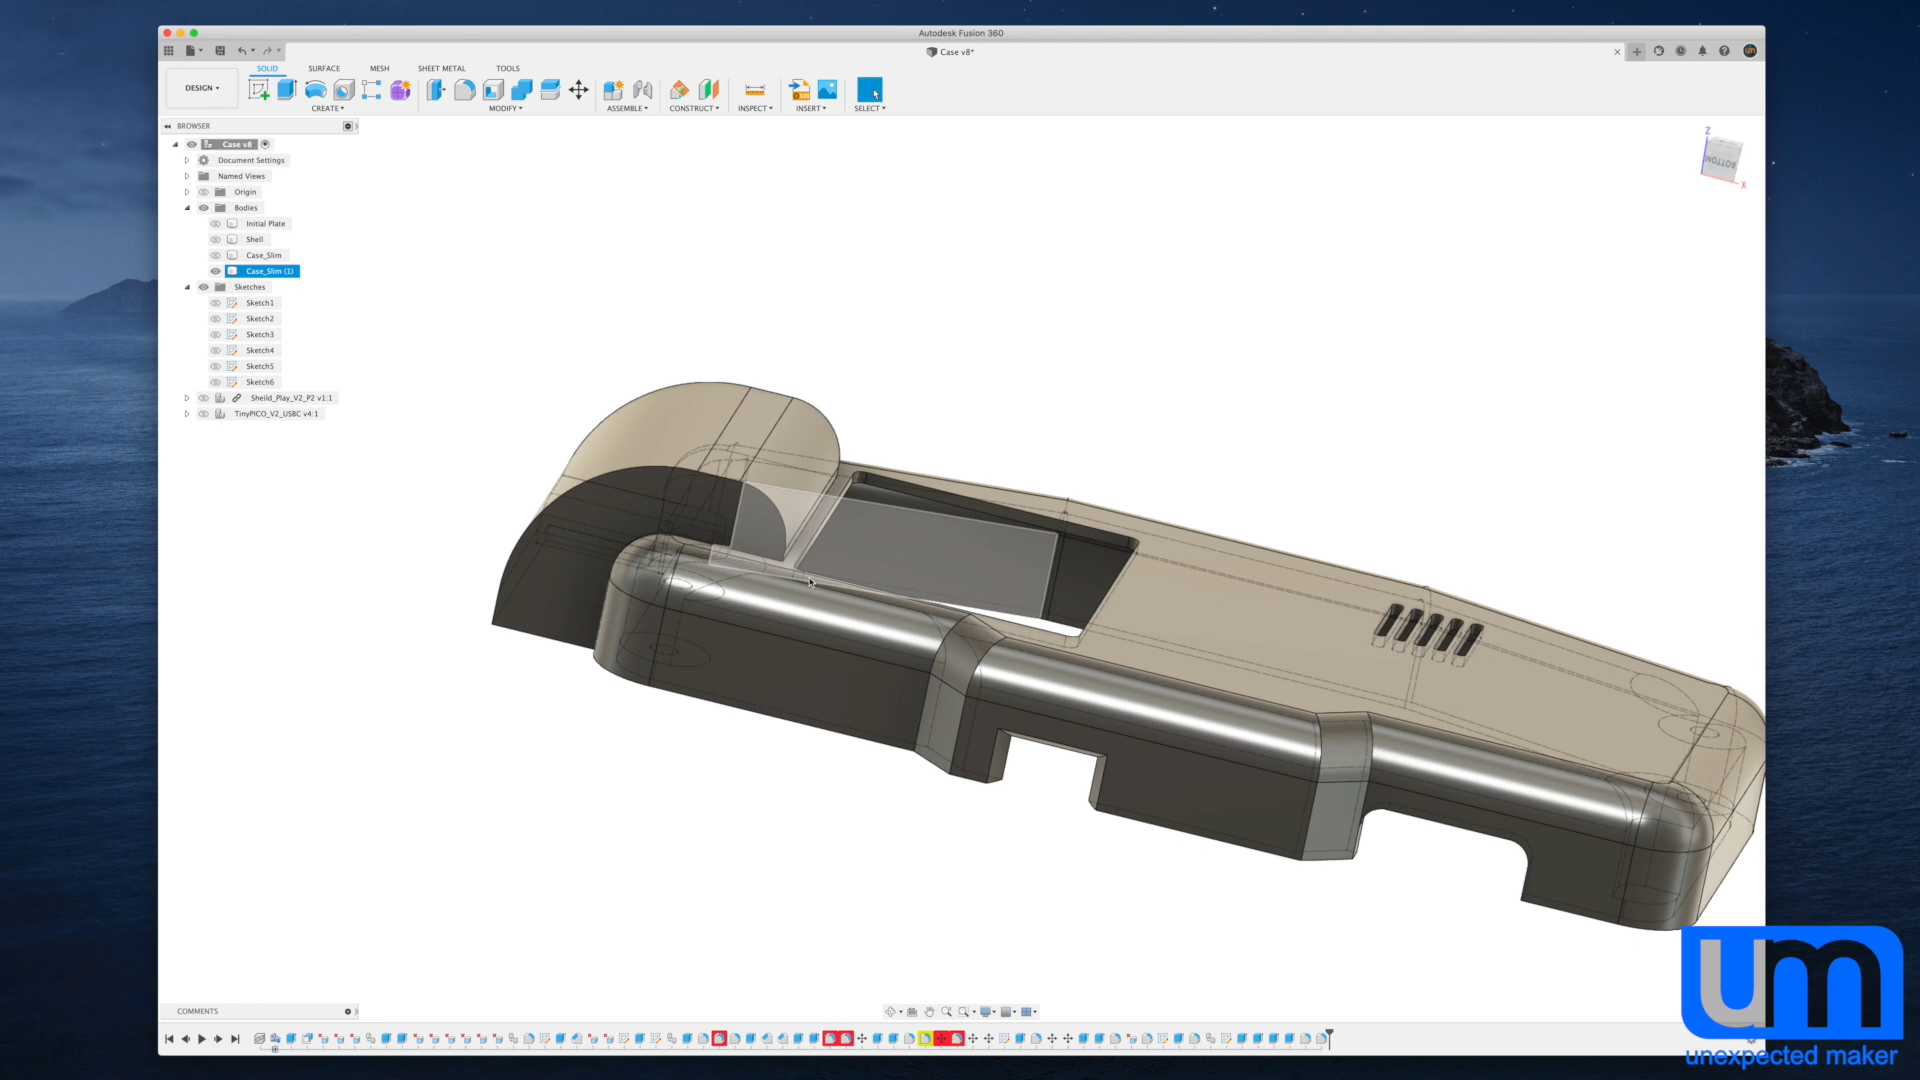 Autodesk Fusion 360
Case v8*
SOLID SURFACE MESH SHEET METAL TOOLS
DESIGN
CREATE MODIFY ASSEMBLE CONSTRUCT INSPECT INSERT SELECT
BROWSER
Case v8
Document Settings
Named Views
Origin
Bodies
Initial Plate
Shell
Case_Slim
Case_Slim (1)
Sketches
Sketch1
Sketch2
Sketch3
Sketch4
Sketch5
Sketch6
Sheild_Play_V2_P2 v1:1
TinyPICO_V2_USBC v4:1
Z
BOTTOM
X
COMMENTS
um
unexpected maker